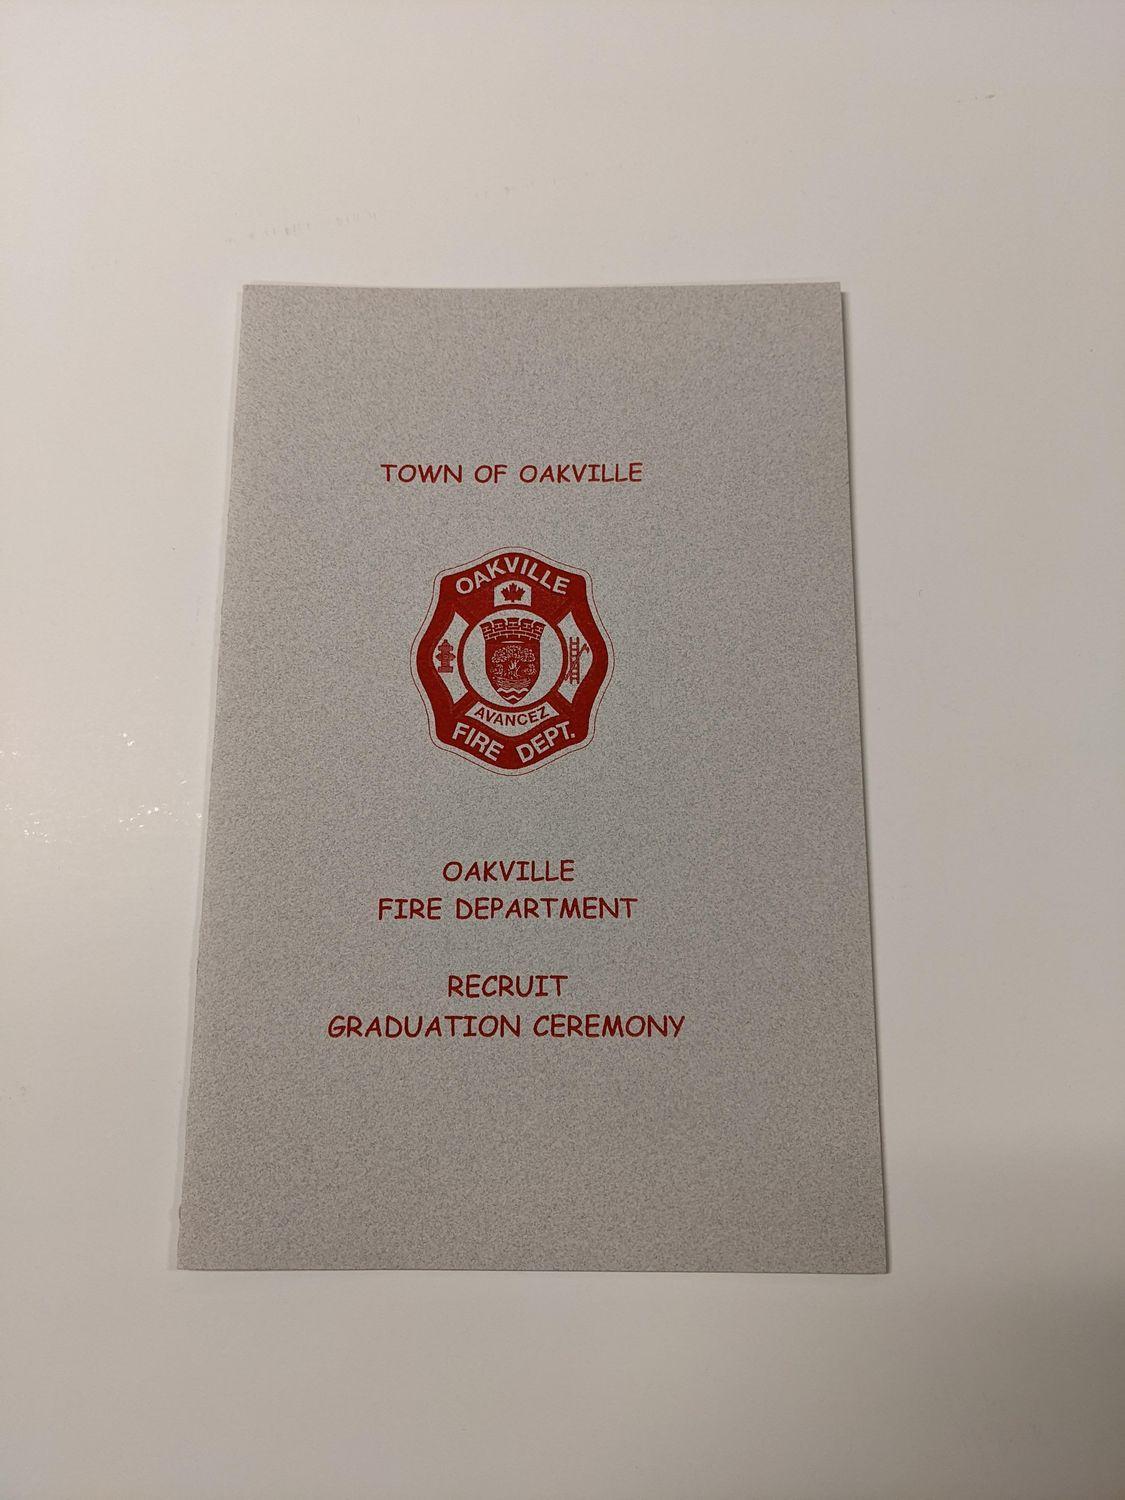 TOWN OF OAKVILLE
OAKVILLE
AVANCEZ
FIRE DEPT.
OAKVILLE
FIRE DEPARTMENT
RECRUIT
GRADUATION CEREMONY